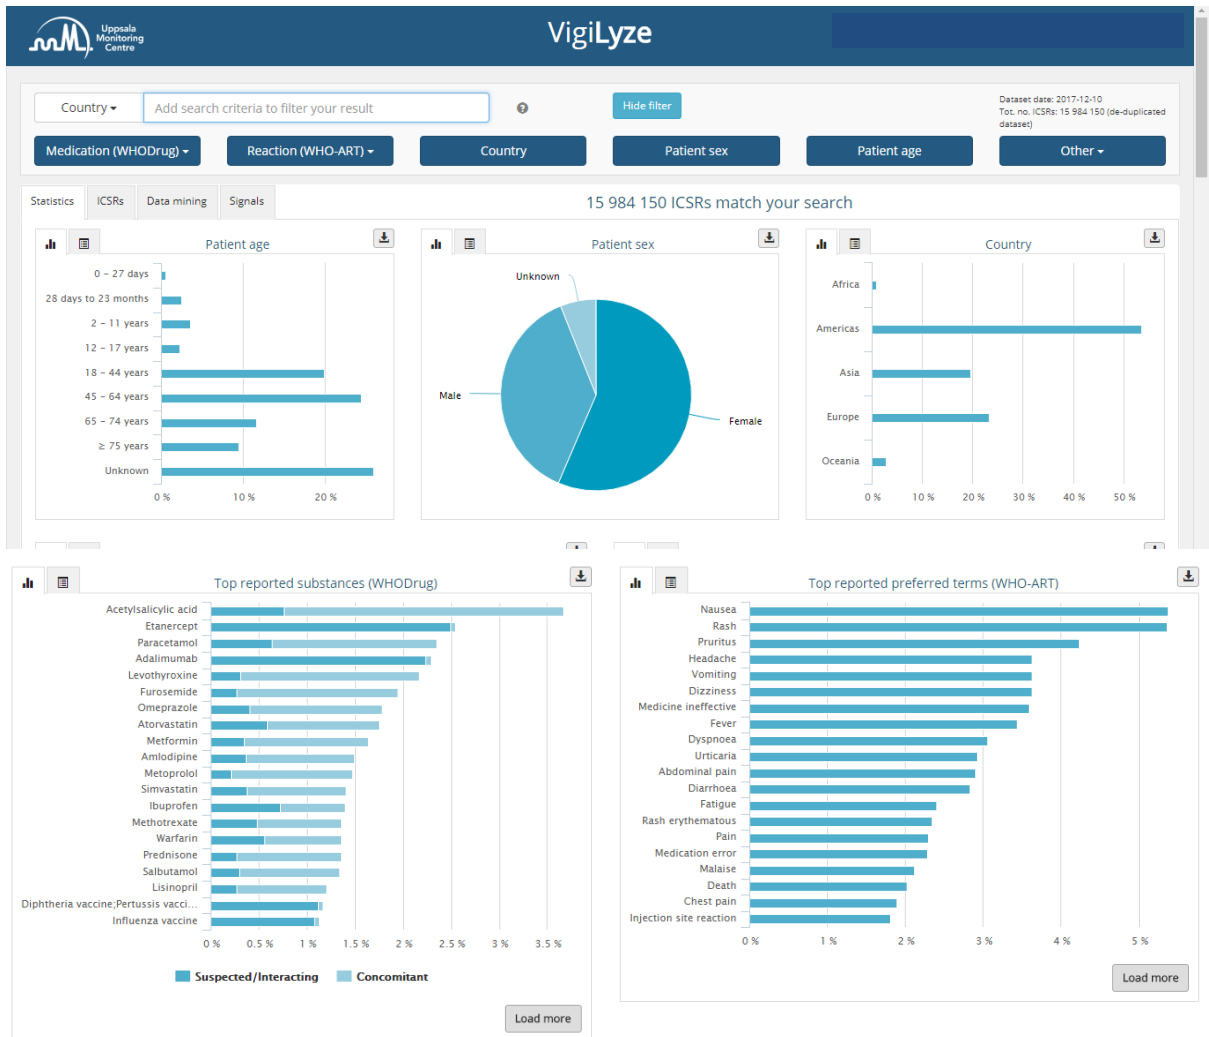 Uppsala
Monitoring
Centre
VigiLyze
Country
Add search criteria to filter your result
?
Hide filter
Dataset date: 2017-12-10
Tot. no. ICSRs: 15 984 150 (de-duplicated
dataset)
Medication (WHODrug)
Reaction (WHO-ART)
Country
Patient sex
Patient age
Other
Statistics
ICSRs
Data mining
Signals
15 984 150 ICSRs match your search
Patient age
0 – 27 days
28 days to 23 months
2 – 11 years
12 – 17 years
18 – 44 years
45 – 64 years
65 – 74 years
≥ 75 years
Unknown
0 %
10 %
20 %
Patient sex
Unknown
Male
Female
Country
Africa
Americas
Asia
Europe
Oceania
0 %
10 %
20 %
30 %
40 %
50 %
Top reported substances (WHODrug)
Acetylsalicylic acid
Etanercept
Paracetamol
Adalimumab
Levothyroxine
Furosemide
Omeprazole
Atorvastatin
Metformin
Amlodipine
Metoprolol
Simvastatin
Ibuprofen
Methotrexate
Warfarin
Prednisone
Salbutamol
Lisinopril
Diphtheria vaccine;Pertussis vacci...
Influenza vaccine
0 %
0.5 %
1 %
1.5 %
2 %
2.5 %
3 %
3.5 %
Suspected/Interacting
Concomitant
Load more
Top reported preferred terms (WHO-ART)
Nausea
Rash
Pruritus
Headache
Vomiting
Dizziness
Medicine ineffective
Fever
Dyspnoea
Urticaria
Abdominal pain
Diarrhoea
Fatigue
Rash erythematous
Pain
Medication error
Malaise
Death
Chest pain
Injection site reaction
0 %
1 %
2 %
3 %
4 %
5 %
Load more